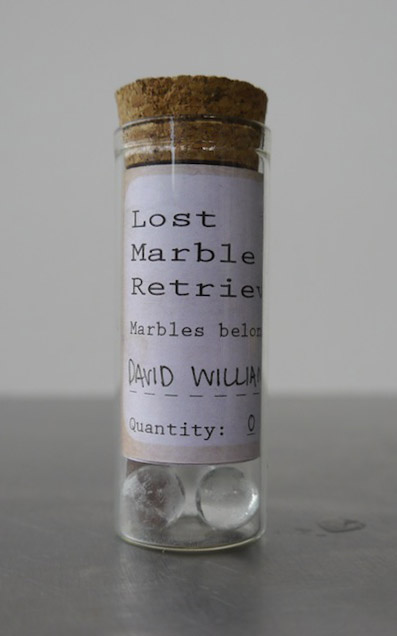 Lost
Marble
Retriev
Marbles belon
DAVID WILLIAM
Quantity: 0